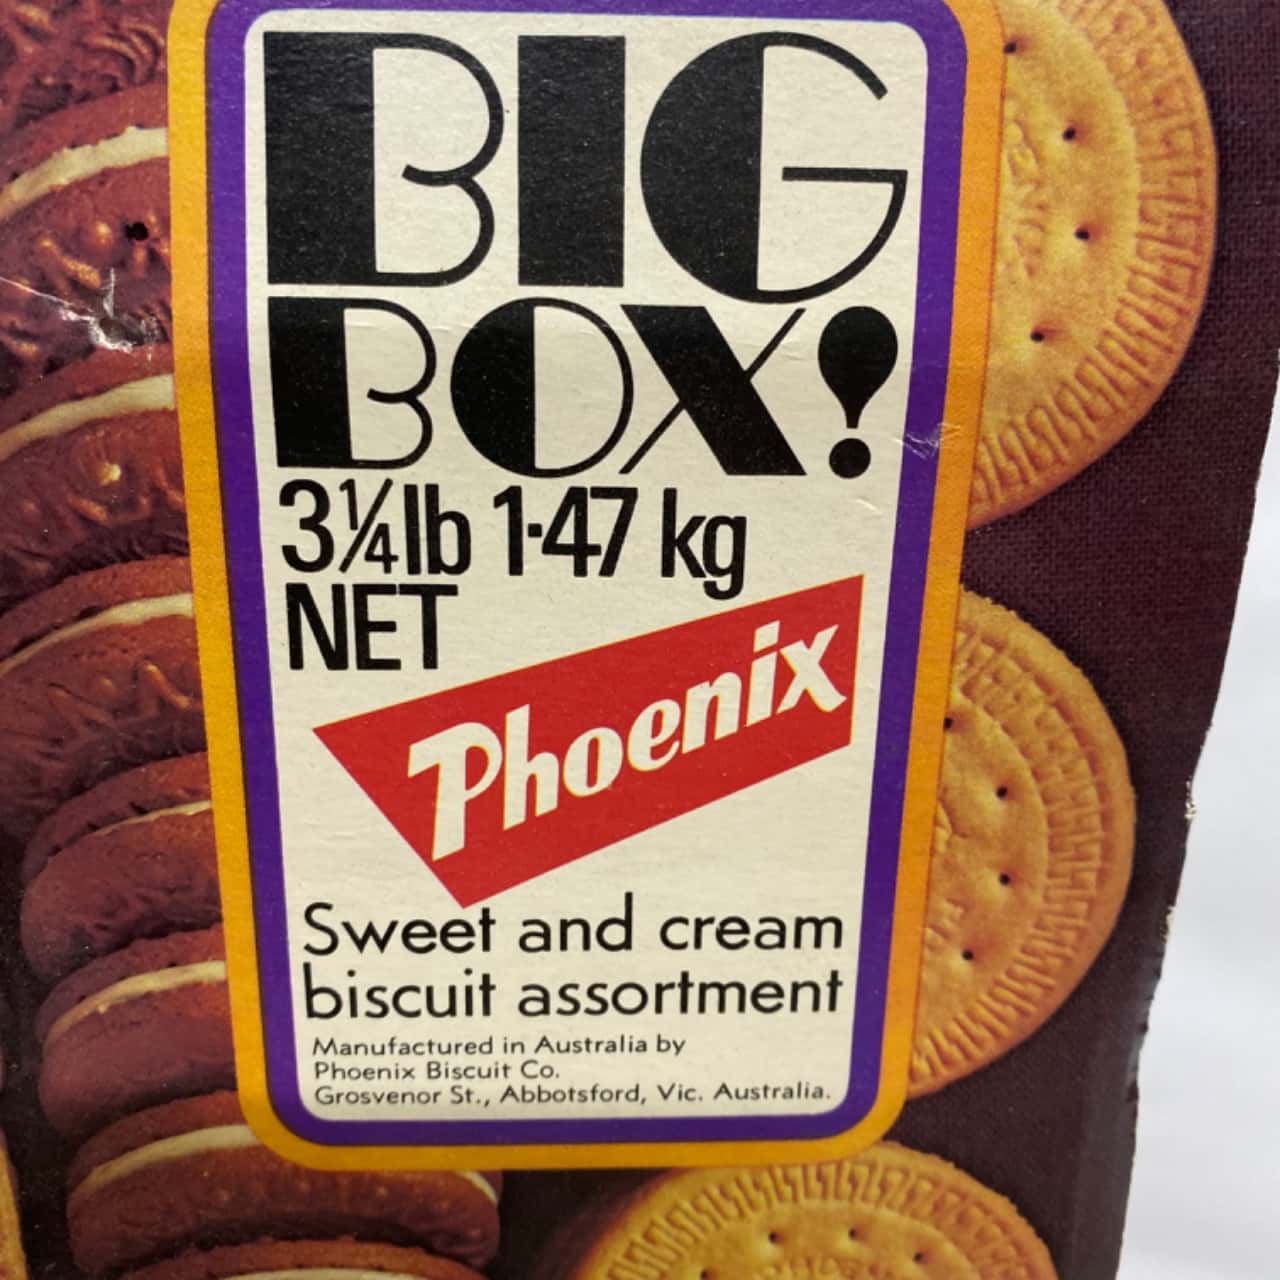 BIG
BOX!
3¼lb 1·47 kg
NET
Phoenix
Sweet and cream
biscuit assortment
Manufactured in Australia by
Phoenix Biscuit Co.
Grosvenor St., Abbotsford, Vic. Australia.